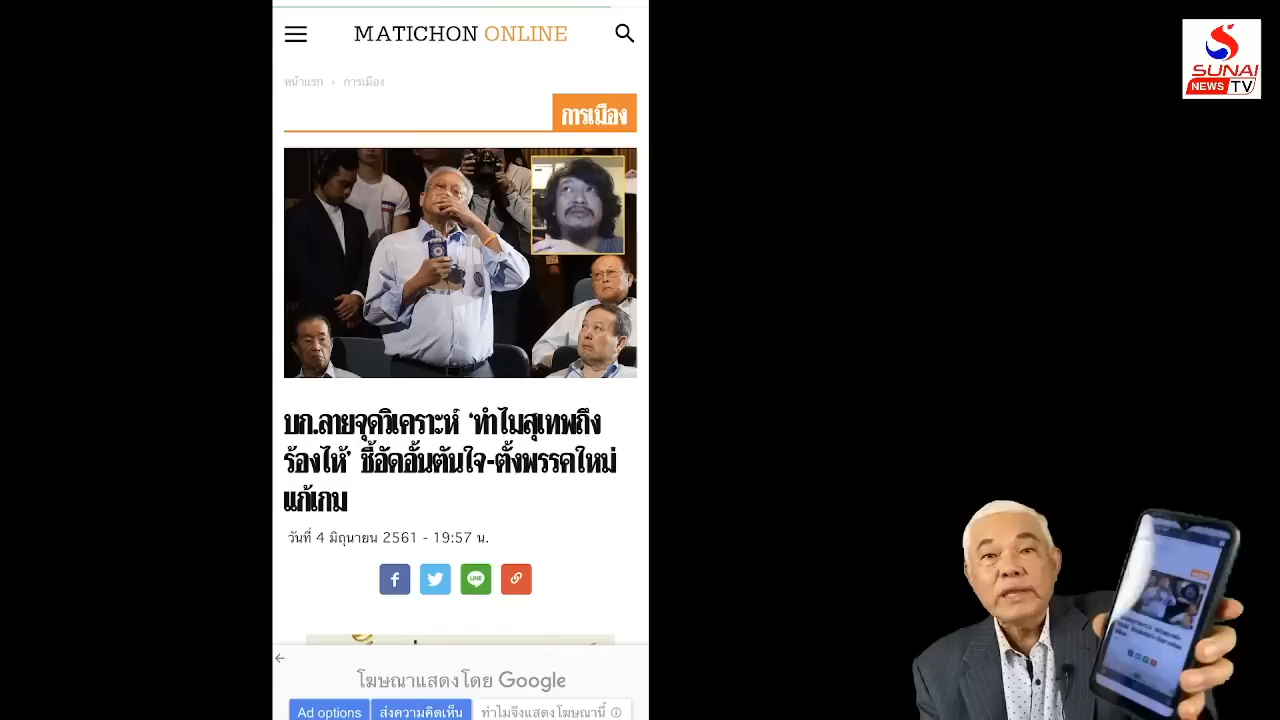 MATICHON ONLINE
SUNAI
NEWS TV
หน้าแรก › การเมือง
การเมือง
บก.ลายจุดวิเคราะห์ ‘ทำไมสุเทพถึง
ร้องไห้’ ชี้อัดอั้นตันใจ-ตั้งพรรคใหม่
แก้เกม
วันที่ 4 มิถุนายน 2561 - 19:57 น.
LINE
โฆษณาแสดงโดย Google
Ad options ส่งความคิดเห็น ทำไมจึงแสดงโฆษณานี้